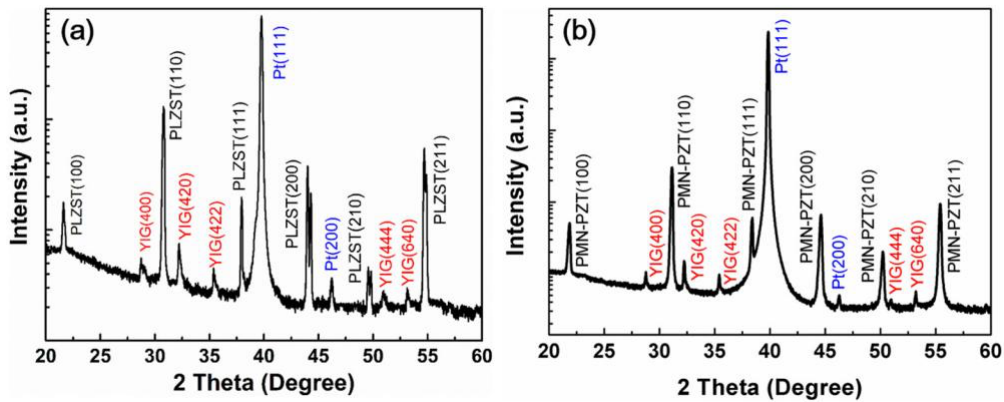 (a)
Intensity (a.u.)
PLZST(100)
YIG(400)
PLZST(110)
YIG(420)
YIG(422)
PLZST(111)
Pt(111)
PLZST(200)
Pt(200)
PLZST(210)
YIG(444)
YIG(640)
PLZST(211)
20 25 30 35 40 45 50 55 60
2 Theta (Degree)
(b)
Intensity (a.u.)
PMN-PZT(100)
YIG(400)
PMN-PZT(110)
YIG(420)
YIG(422)
PMN-PZT(111)
Pt(111)
PMN-PZT(200)
Pt(200)
PMN-PZT(210)
YIG(444)
YIG(640)
PMN-PZT(211)
20 25 30 35 40 45 50 55 60
2 Theta (Degree)